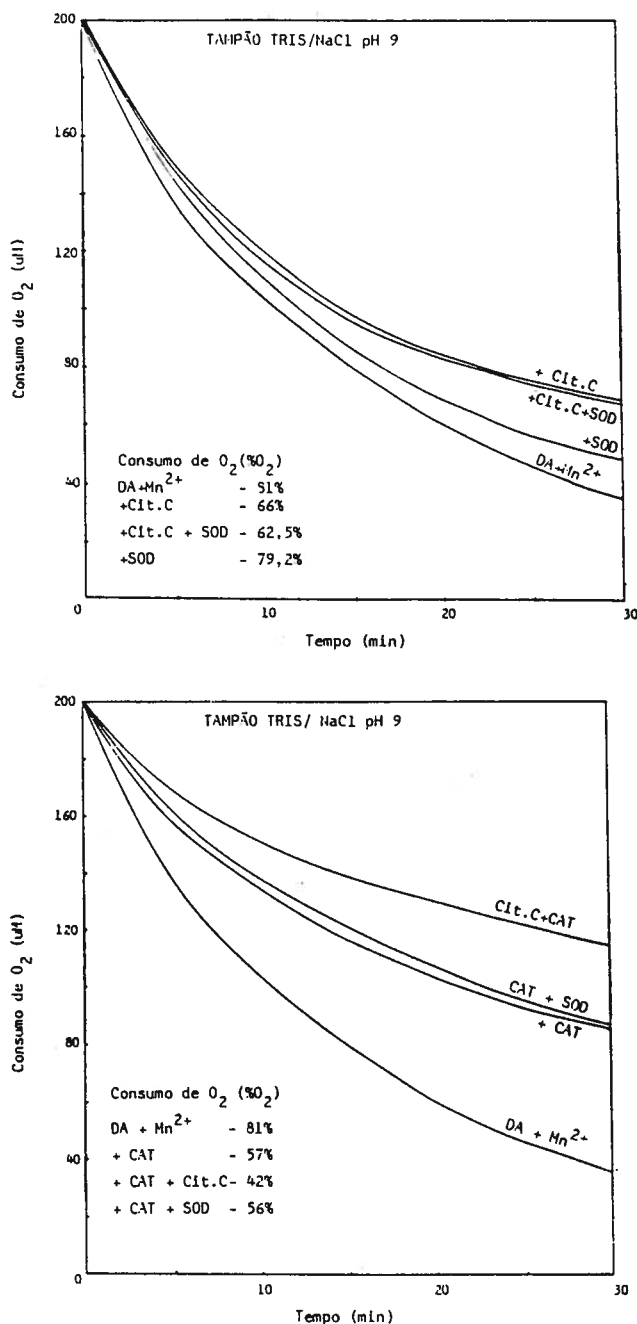 TAMPÃO TRIS/NaCl pH 9
200
160
120
80
40
0
Consumo de O2 (uM)
+ Cit.C
+Cit.C+SOD
+SOD
DA+Mn2+
Consumo de O2(%O2)
DA+Mn2+ - 81%
+Cit.C - 66%
+Cit.C + SOD - 62,5%
+SOD - 79,2%
0
10
20
30
Tempo (min)
TAMPÃO TRIS/ NaCl pH 9
200
160
120
80
40
0
Consumo de O2 (uM)
Cit.C+CAT
CAT + SOD
+ CAT
DA + Mn2+
Consumo de O2 (%O2)
DA + Mn2+ - 81%
+ CAT - 57%
+ CAT + Cit.C- 42%
+ CAT + SOD - 56%
0
10
20
30
Tempo (min)